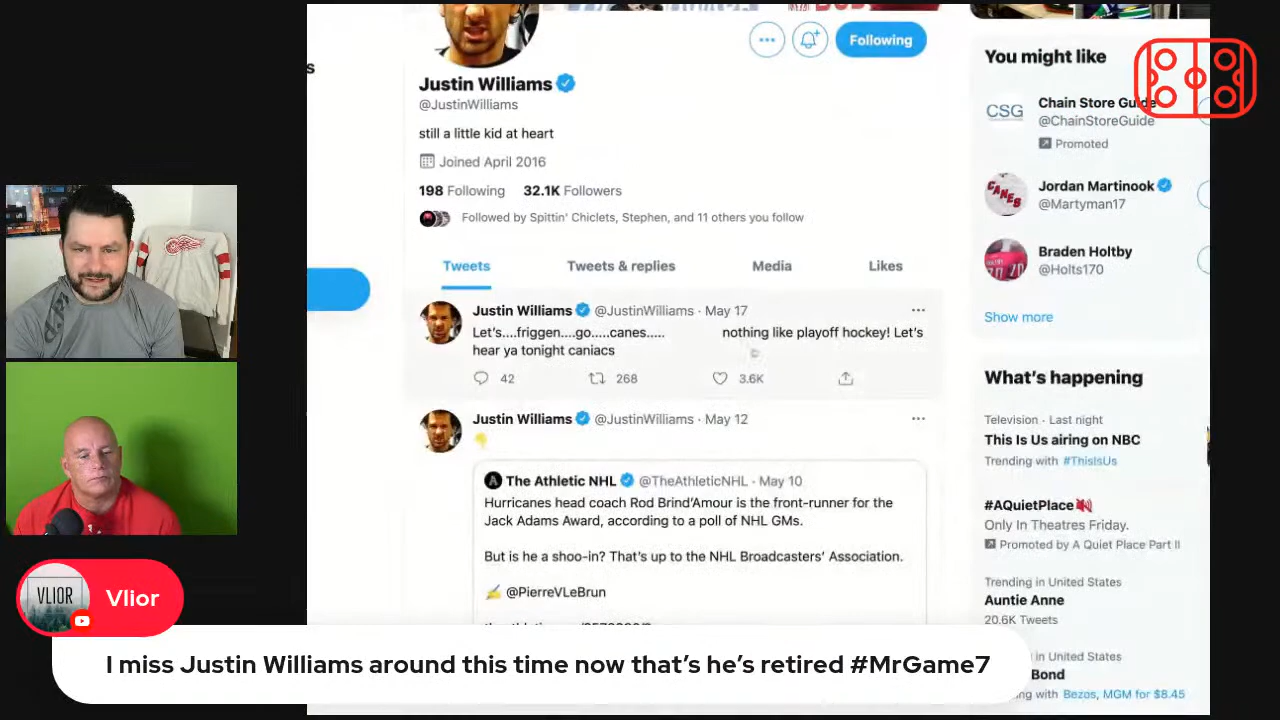 s
Justin Williams
@JustinWilliams
still a little kid at heart
Joined April 2016
198 Following 32.1K Followers
Followed by Spittin' Chiclets, Stephen, and 11 others you follow
Following
Tweets Tweets & replies Media Likes
Justin Williams @JustinWilliams · May 17
Let's....friggen....go.....canes..... nothing like playoff hockey! Let's
hear ya tonight caniacs
42 268 3.6K
Justin Williams @JustinWilliams · May 12
The Athletic NHL @TheAthleticNHL · May 10
Hurricanes head coach Rod Brind'Amour is the front-runner for the
Jack Adams Award, according to a poll of NHL GMs.
But is he a shoo-in? That's up to the NHL Broadcasters' Association.
✍️ @PierreVLeBrun
You might like
CSG
Chain Store Guide
@ChainStoreGuide
Promoted
CANES
Jordan Martinook
@Martyman17
Braden Holtby
@Holts170
Show more
What's happening
Television · Last night
This Is Us airing on NBC
Trending with #ThisIsUs
#AQuietPlace
Only In Theatres Friday.
Promoted by A Quiet Place Part II
Trending in United States
Auntie Anne
20.6K Tweets
in United States
Bond
with Bezos, MGM for $8.45
VLIOR
Vlior
I miss Justin Williams around this time now that's he's retired #MrGame7